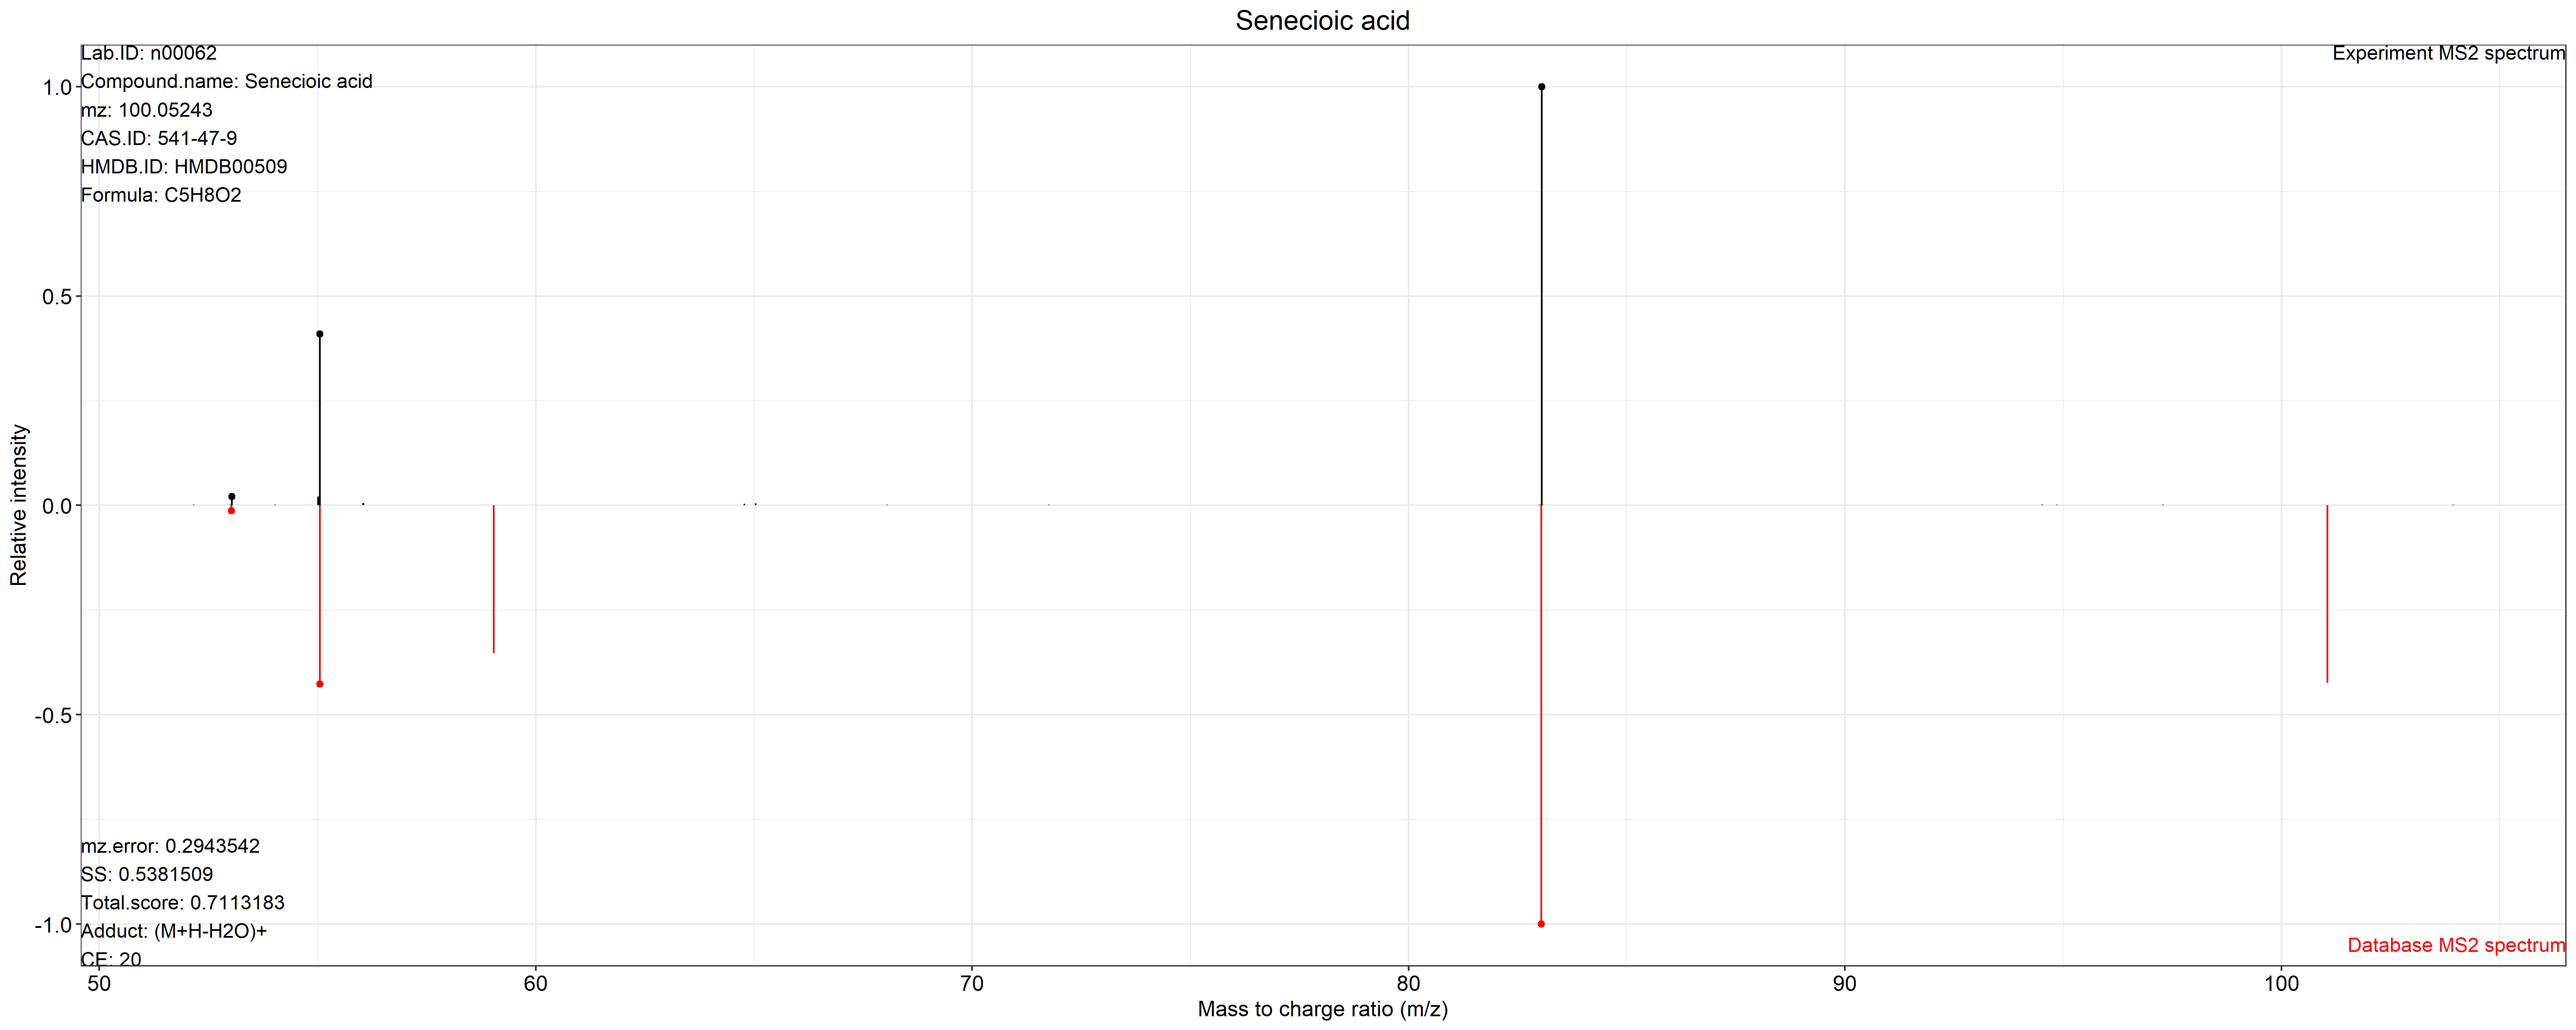 Senecioic acid
Lab.ID: n00062
Experiment MS2 spectrum
Compound.name: Senecioic acid
mz: 100.05243
CAS.ID: 541-47-9
HMDB.ID: HMDB00509
Formula: C5H8O2
1.0
0.5
0.0
-0.5
-1.0
Relative intensity
mz.error: 0.2943542
SS: 0.5381509
Total.score: 0.7113183
Adduct: (M+H-H2O)+
CE: 20
Database MS2 spectrum
50 60 70 80 90 100
Mass to charge ratio (m/z)